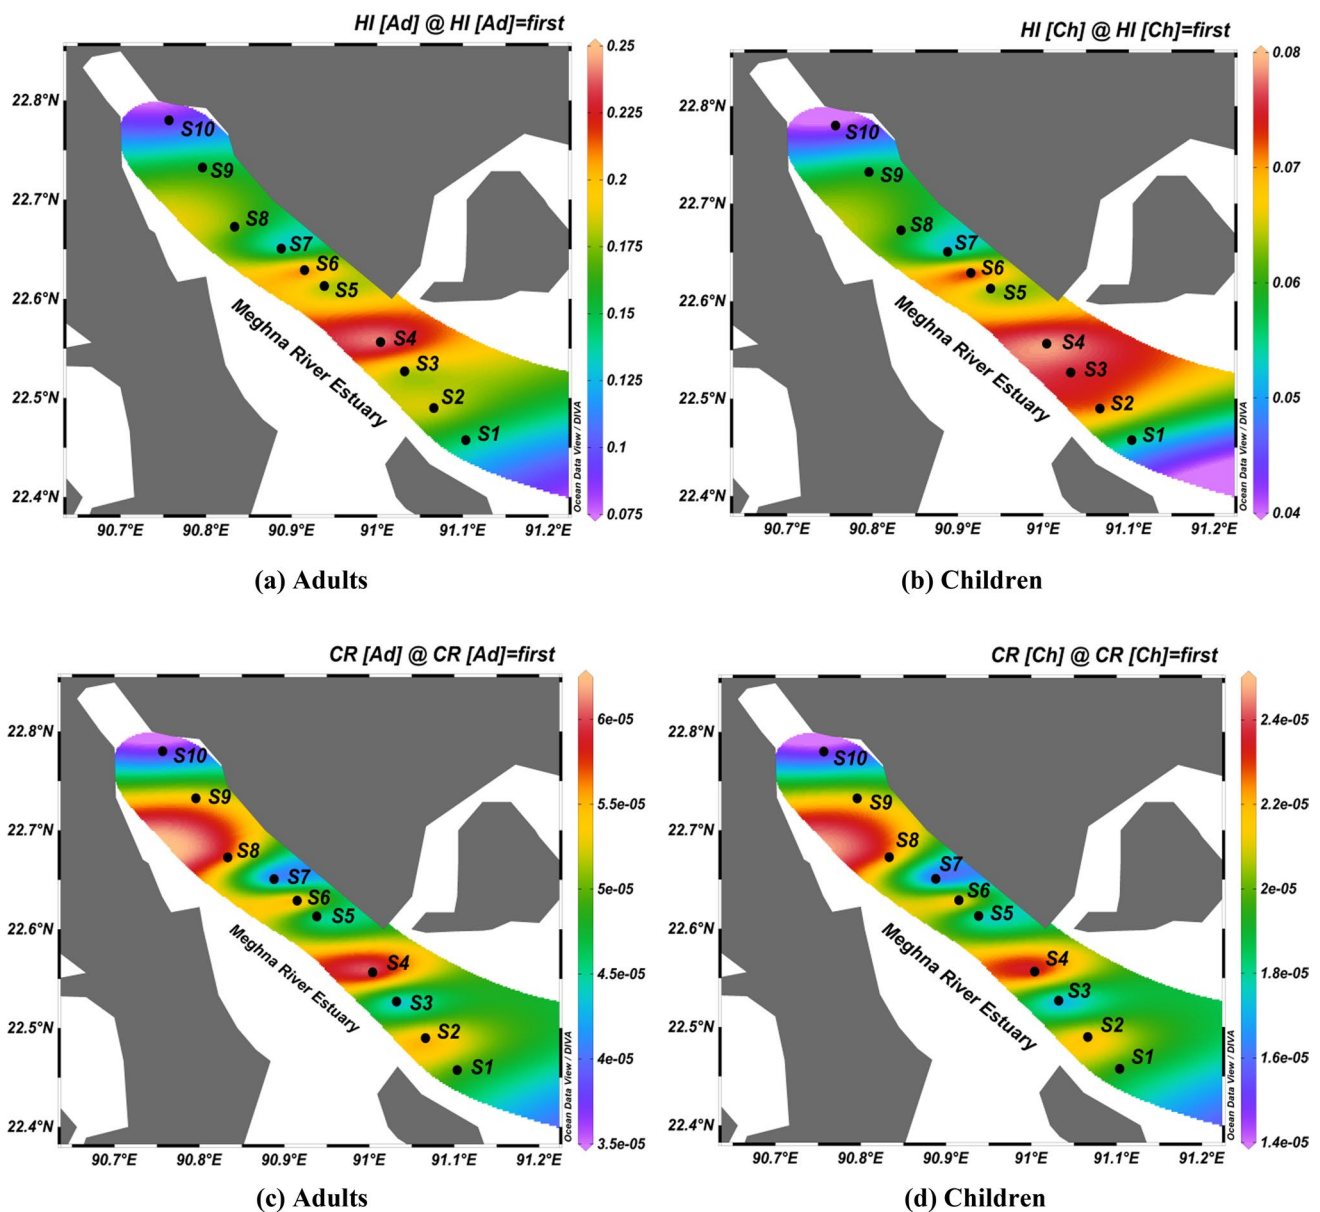 HI [Ad] @ HI [Ad]=first
0.25
0.225
0.2
0.175
0.15
0.125
0.1
0.075
22.8°N
22.7°N
22.6°N
22.5°N
22.4°N
S10
S9
S8
S7
S6
S5
S4
S3
S2
S1
Meghna River Estuary
Ocean Data View / DIVA
90.7°E 90.8°E 90.9°E 91°E 91.1°E 91.2°E
(a) Adults
HI [Ch] @ HI [Ch]=first
0.08
0.07
0.06
0.05
0.04
22.8°N
22.7°N
22.6°N
22.5°N
22.4°N
S10
S9
S8
S7
S6
S5
S4
S3
S2
S1
Meghna River Estuary
Ocean Data View / DIVA
90.7°E 90.8°E 90.9°E 91°E 91.1°E 91.2°E
(b) Children
CR [Ad] @ CR [Ad]=first
6e-05
5.5e-05
5e-05
4.5e-05
4e-05
3.5e-05
22.8°N
22.7°N
22.6°N
22.5°N
22.4°N
S10
S9
S8
S7
S6
S5
S4
S3
S2
S1
Meghna River Estuary
Ocean Data View / DIVA
90.7°E 90.8°E 90.9°E 91°E 91.1°E 91.2°E
(c) Adults
CR [Ch] @ CR [Ch]=first
2.4e-05
2.2e-05
2e-05
1.8e-05
1.6e-05
1.4e-05
22.8°N
22.7°N
22.6°N
22.5°N
22.4°N
S10
S9
S8
S7
S6
S5
S4
S3
S2
S1
Meghna River Estuary
Ocean Data View / DIVA
90.7°E 90.8°E 90.9°E 91°E 91.1°E 91.2°E
(d) Children